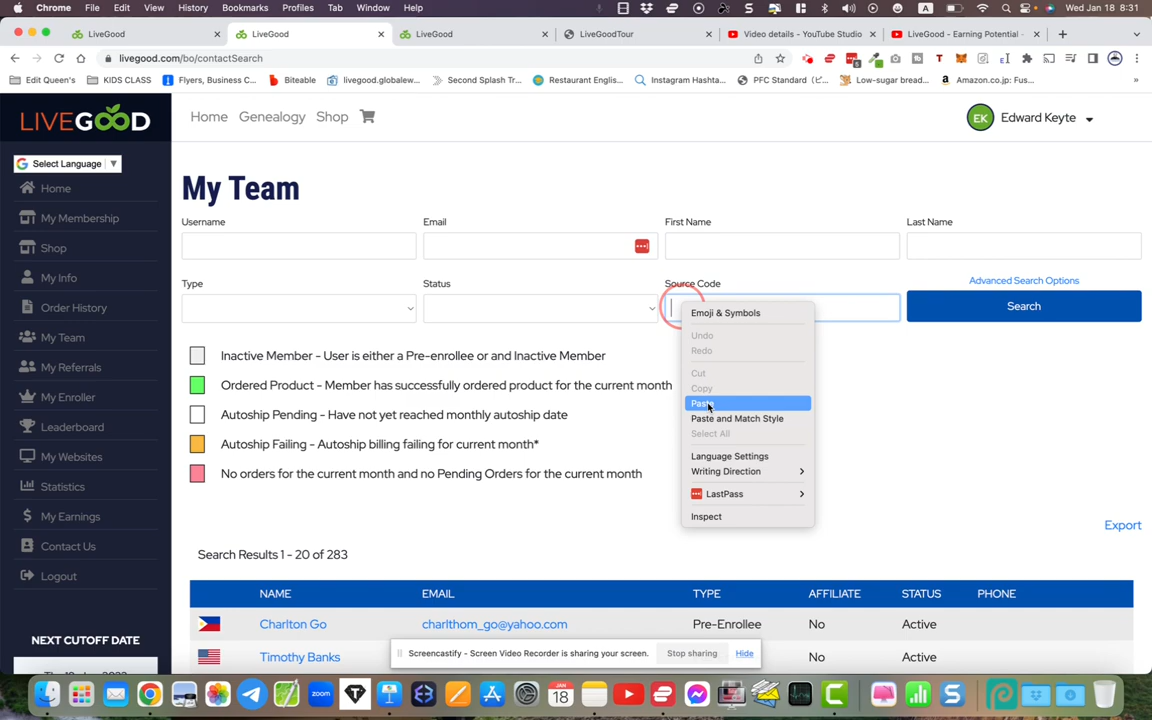 Chrome File Edit View History Bookmarks Profiles Tab Window Help Wed Jan 18 8:31
LiveGood LiveGood LiveGood LiveGoodTour Video details - YouTube Studio LiveGood - Earning Potential
livegood.com/bo/contactSearch
Edit Queen's KIDS CLASS Flyers, Business C... Biteable livegood.globalew... Second Splash Tr... Restaurant Englis... Instagram Hashta... PFC Standard (ビ... Low-sugar bread... Amazon.co.jp: Fus...
LIVEGOOD
Home Genealogy Shop
EK Edward Keyte
Select Language
Home
My Membership
Shop
My Info
Order History
My Team
My Referrals
My Enroller
Leaderboard
My Websites
Statistics
My Earnings
Contact Us
Logout
NEXT CUTOFF DATE
My Team
Username Email First Name Last Name
Type Status Source Code Advanced Search Options
Search
Emoji & Symbols
Undo
Redo
Cut
Copy
Paste
Paste and Match Style
Select All
Language Settings
Writing Direction
LastPass
Inspect
Inactive Member - User is either a Pre-enrollee or and Inactive Member
Ordered Product - Member has successfully ordered product for the current month
Autoship Pending - Have not yet reached monthly autoship date
Autoship Failing - Autoship billing failing for current month*
No orders for the current month and no Pending Orders for the current month
Export
Search Results 1 - 20 of 283
NAME EMAIL TYPE AFFILIATE STATUS PHONE
Charlton Go charlthom_go@yahoo.com Pre-Enrollee No Active
Timothy Banks No Active
Screencastify - Screen Video Recorder is sharing your screen. Stop sharing Hide